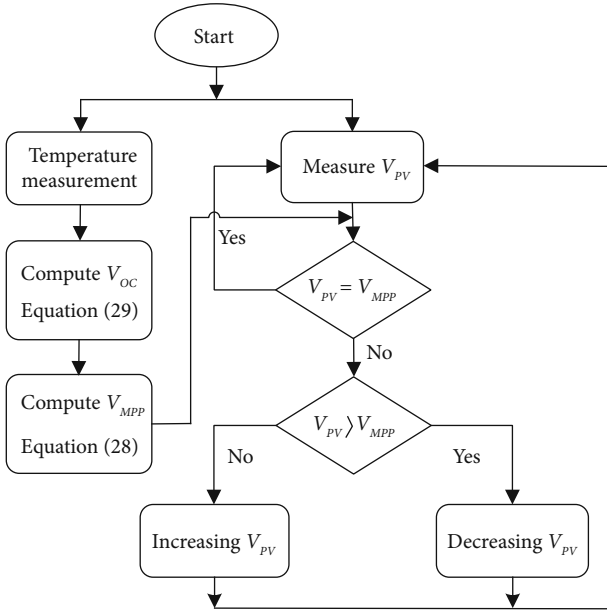 Start
Temperature
measurement
Measure V_PV
Yes
Compute V_OC
Equation (29)
V_PV = V_MPP
No
Compute V_MPP
Equation (28)
V_PV > V_MPP
No
Yes
Increasing V_PV
Decreasing V_PV